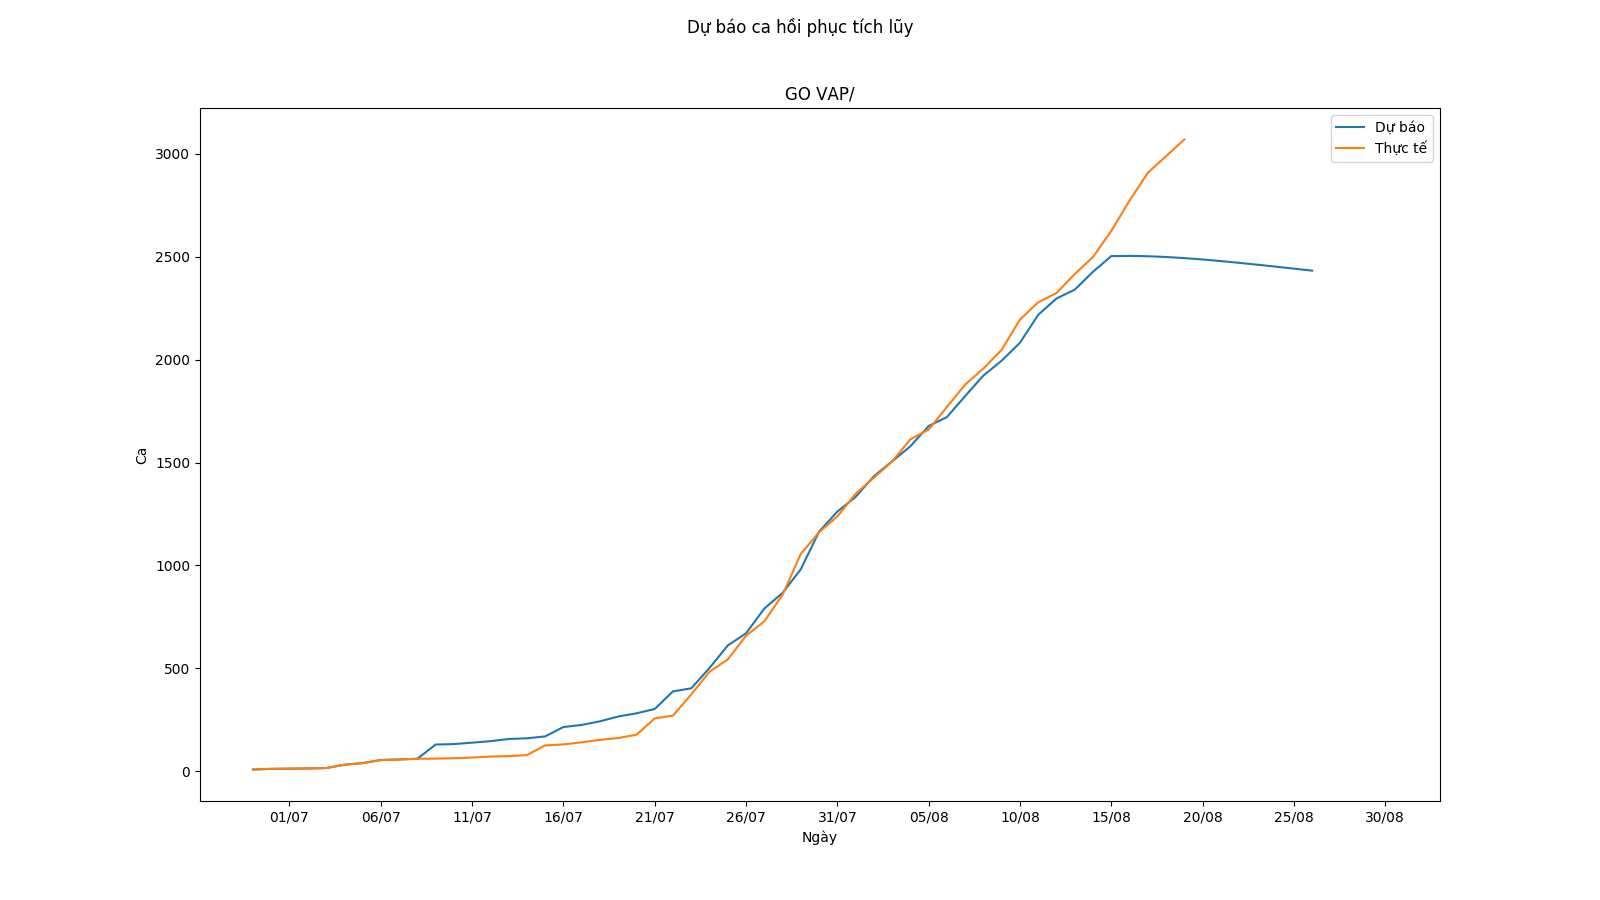 Dự báo ca hồi phục tích lũy
GO VAP/
Dự báo
Thực tế
3000
2500
2000
1500
1000
500
0
Ca
01/07 06/07 11/07 16/07 21/07 26/07 31/07 05/08 10/08 15/08 20/08 25/08 30/08
Ngày